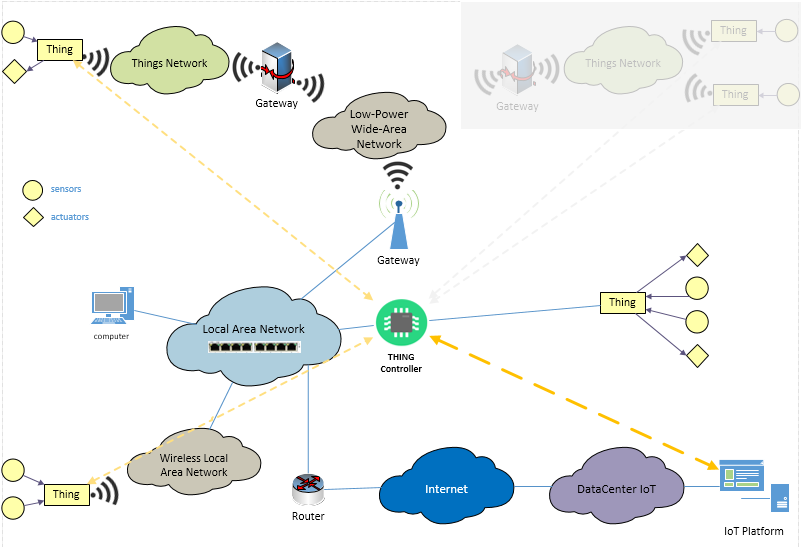 Thing
Things Network
Gateway
Low-Power
Wide-Area
Network
Gateway
Things Network
Thing
Thing
sensors
actuators
Gateway
computer
Local Area Network
THING
Controller
Thing
Wireless Local
Area Network
Thing
Router
Internet
DataCenter IoT
IoT Platform